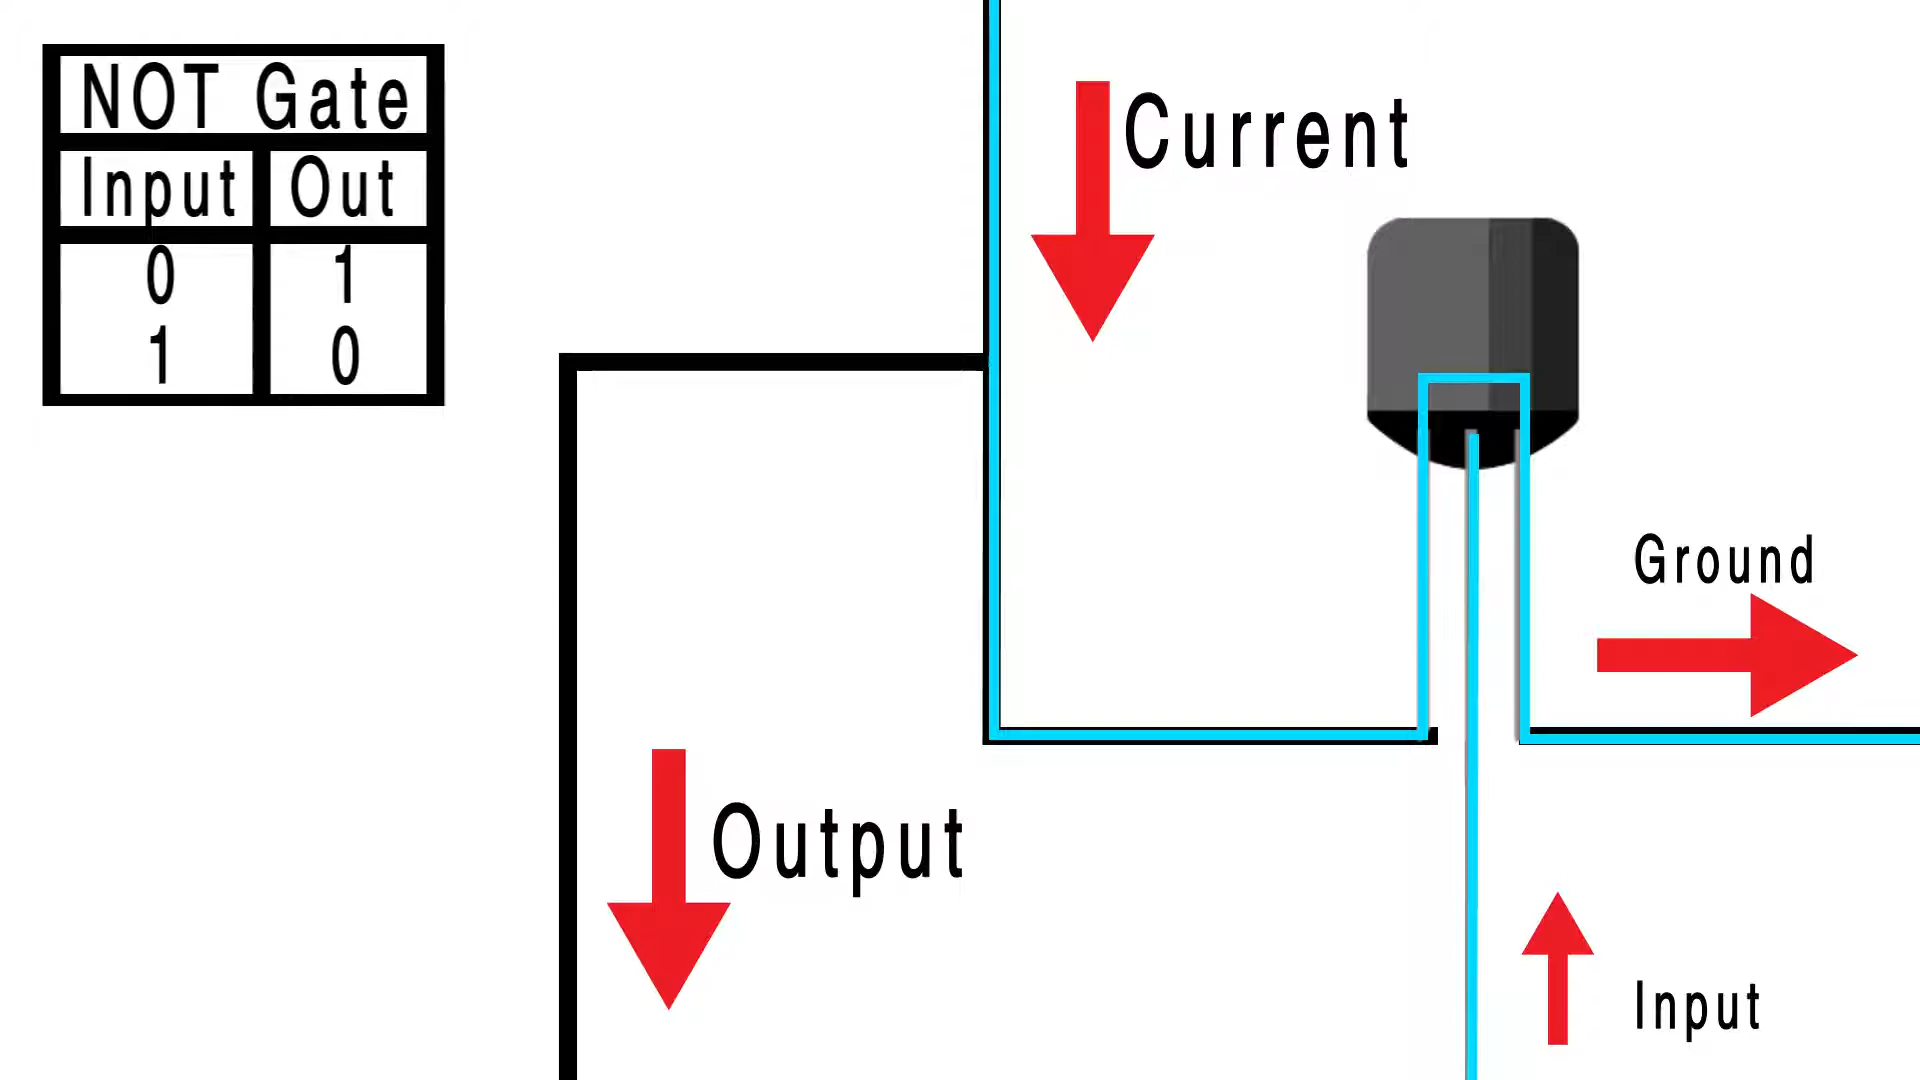 NOT Gate
Input Out
0 1
1 0
Current
Ground
Output
Input